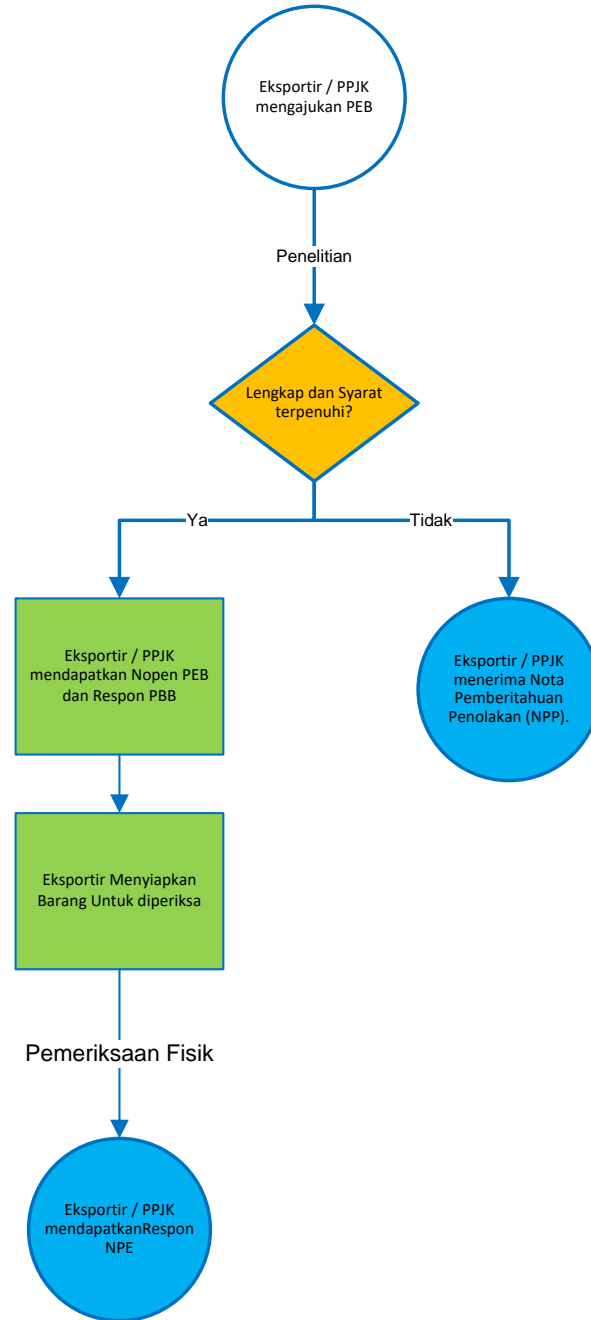 Eksportir / PPJK
mengajukan PEB
Penelitian
Lengkap dan Syarat
terpenuhi?
Ya
Tidak
Eksportir / PPJK
mendapatkan Nopen PEB
dan Respon PBB
Eksportir / PPJK
menerima Nota
Pemberitahuan
Penolakan (NPP).
Eksportir Menyiapkan
Barang Untuk diperiksa
Pemeriksaan Fisik
Eksportir / PPJK
mendapatkanRespon
NPE